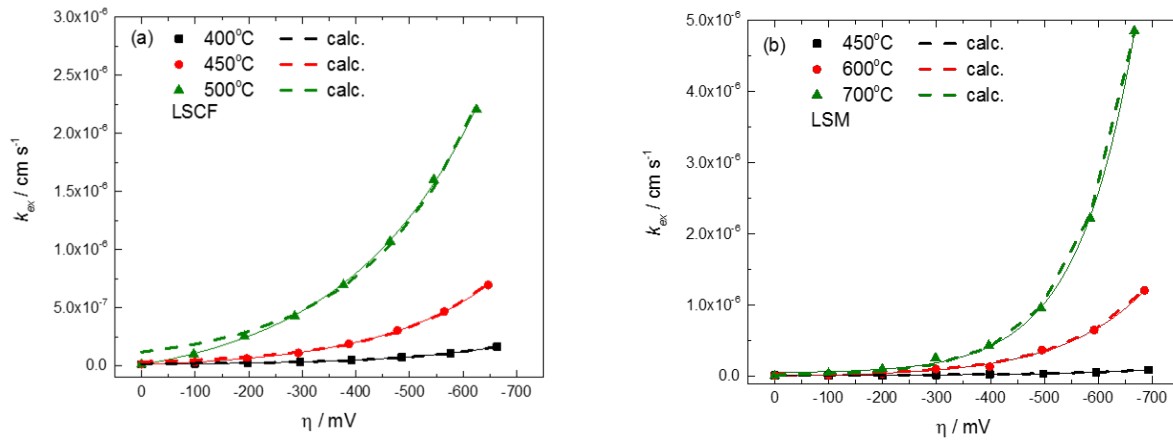 (a)
400°C calc.
450°C calc.
500°C calc.
LSCF
3.0x10⁻⁶
2.5x10⁻⁶
2.0x10⁻⁶
1.5x10⁻⁶
1.0x10⁻⁶
5.0x10⁻⁷
0.0
k_ex / cm s⁻¹
0 -100 -200 -300 -400 -500 -600 -700
η / mV
(b)
450°C calc.
600°C calc.
700°C calc.
LSM
5.0x10⁻⁶
4.0x10⁻⁶
3.0x10⁻⁶
2.0x10⁻⁶
1.0x10⁻⁶
0.0
k_ex / cm s⁻¹
0 -100 -200 -300 -400 -500 -600 -700
η / mV